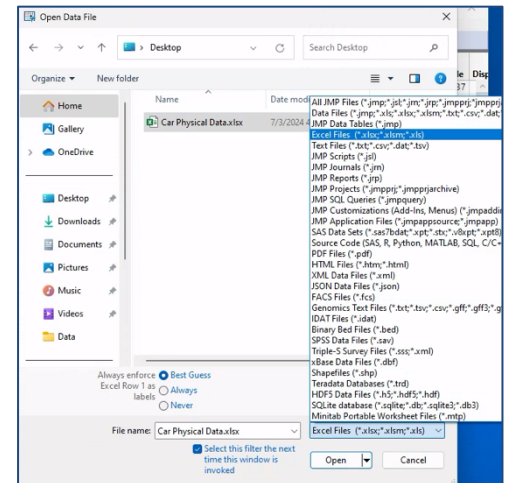 Open Data File
Desktop
Search Desktop
Organize
New folder
Disp
Name
Date mod
37
Home
Gallery
OneDrive
Desktop
Downloads
Documents
Pictures
Music
Videos
Data
Car Physical Data.xlsx
7/3/2024 4
All JMP Files (*.jmp;*.jsl;*.jrn;*.jrp;*.jmpprj;*jmpprj
Data Files (*.jmp;*.xls;*.xlsx;*.xlsm;*.txt;*.csv;*.dat;
JMP Data Tables (*.jmp)
Excel Files (*.xlsx;*.xlsm;*.xls)
Text Files (*.txt;*.csv;*.dat;*.tsv)
JMP Scripts (*.jsl)
JMP Journals (*.jrn)
JMP Reports (*.jrp)
JMP Projects (*.jmpprj;*.jmpprjarchive)
JMP SQL Queries (*.jmpquery)
JMP Customizations (Add-Ins, Menus) (*.jmpaddin
JMP Application Files (*.jmpappsource;*.jmpapp)
SAS Data Sets (*.sas7bdat;*.xpt;*.stx;*.v8xpt;*.xpt8)
Source Code (SAS, R, Python, MATLAB, SQL, C/C+
PDF Files (*.pdf)
HTML Files (*.htm;*.html)
XML Data Files (*.xml)
JSON Data Files (*.json)
FACS Files (*.fcs)
Genomics Text Files (*.txt;*.tsv;*.csv;*.gff;*.gff3;*.g
IDAT Files (*.idat)
Binary Bed Files (*.bed)
SPSS Data Files (*.sav)
Triple-S Survey Files (*.sss;*.xml)
xBase Data Files (*.dbf)
Shapefiles (*.shp)
Teradata Databases (*.trd)
HDF5 Data Files (*.h5;*.hdf5;*.hdf)
SQLite database (*.sqlite;*.db;*.sqlite3;*.db3)
Minitab Portable Worksheet Files (*.mtp)
Always enforce
Excel Row 1 as
labels
Best Guess
Always
Never
File name:
Car Physical Data.xlsx
Excel Files (*.xlsx;*.xlsm;*.xls)
Select this filter the next
time this window is
invoked
Open
Cancel